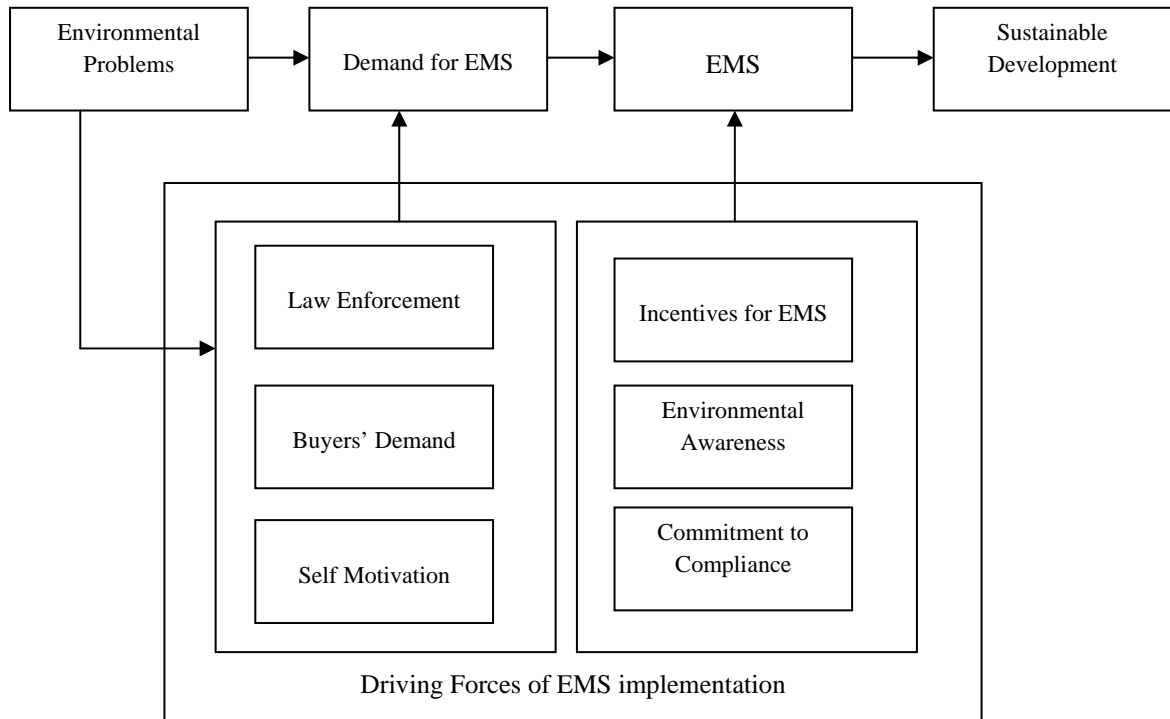 Environmental
Problems
Demand for EMS
EMS
Sustainable
Development
Law Enforcement
Buyers’ Demand
Self Motivation
Incentives for EMS
Environmental
Awareness
Commitment to
Compliance
Driving Forces of EMS implementation